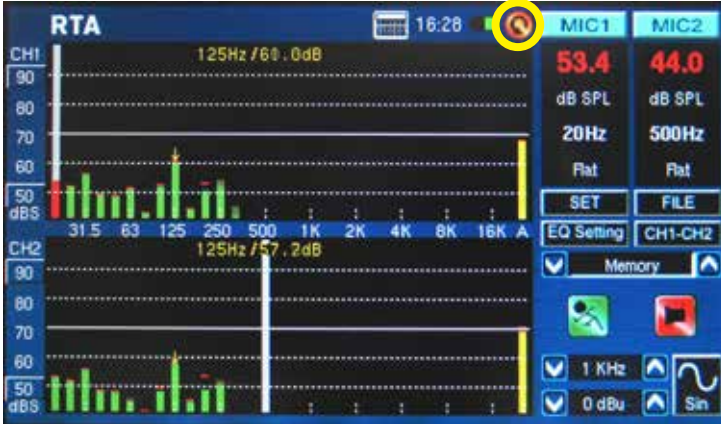 RTA 16:28 MIC1 MIC2
CH1 125Hz/60.0dB
90
80
70
60
50
dBS
53.4 44.0
dB SPL dB SPL
20Hz 500Hz
Flat Flat
SET FILE
31.5 63 125 250 500 1K 2K 4K 8K 16K A
EQ Setting CH1-CH2
CH2 125Hz/57.2dB
90
80
70
60
50
dBS
Memory
1 KHz
0 dBu Sin